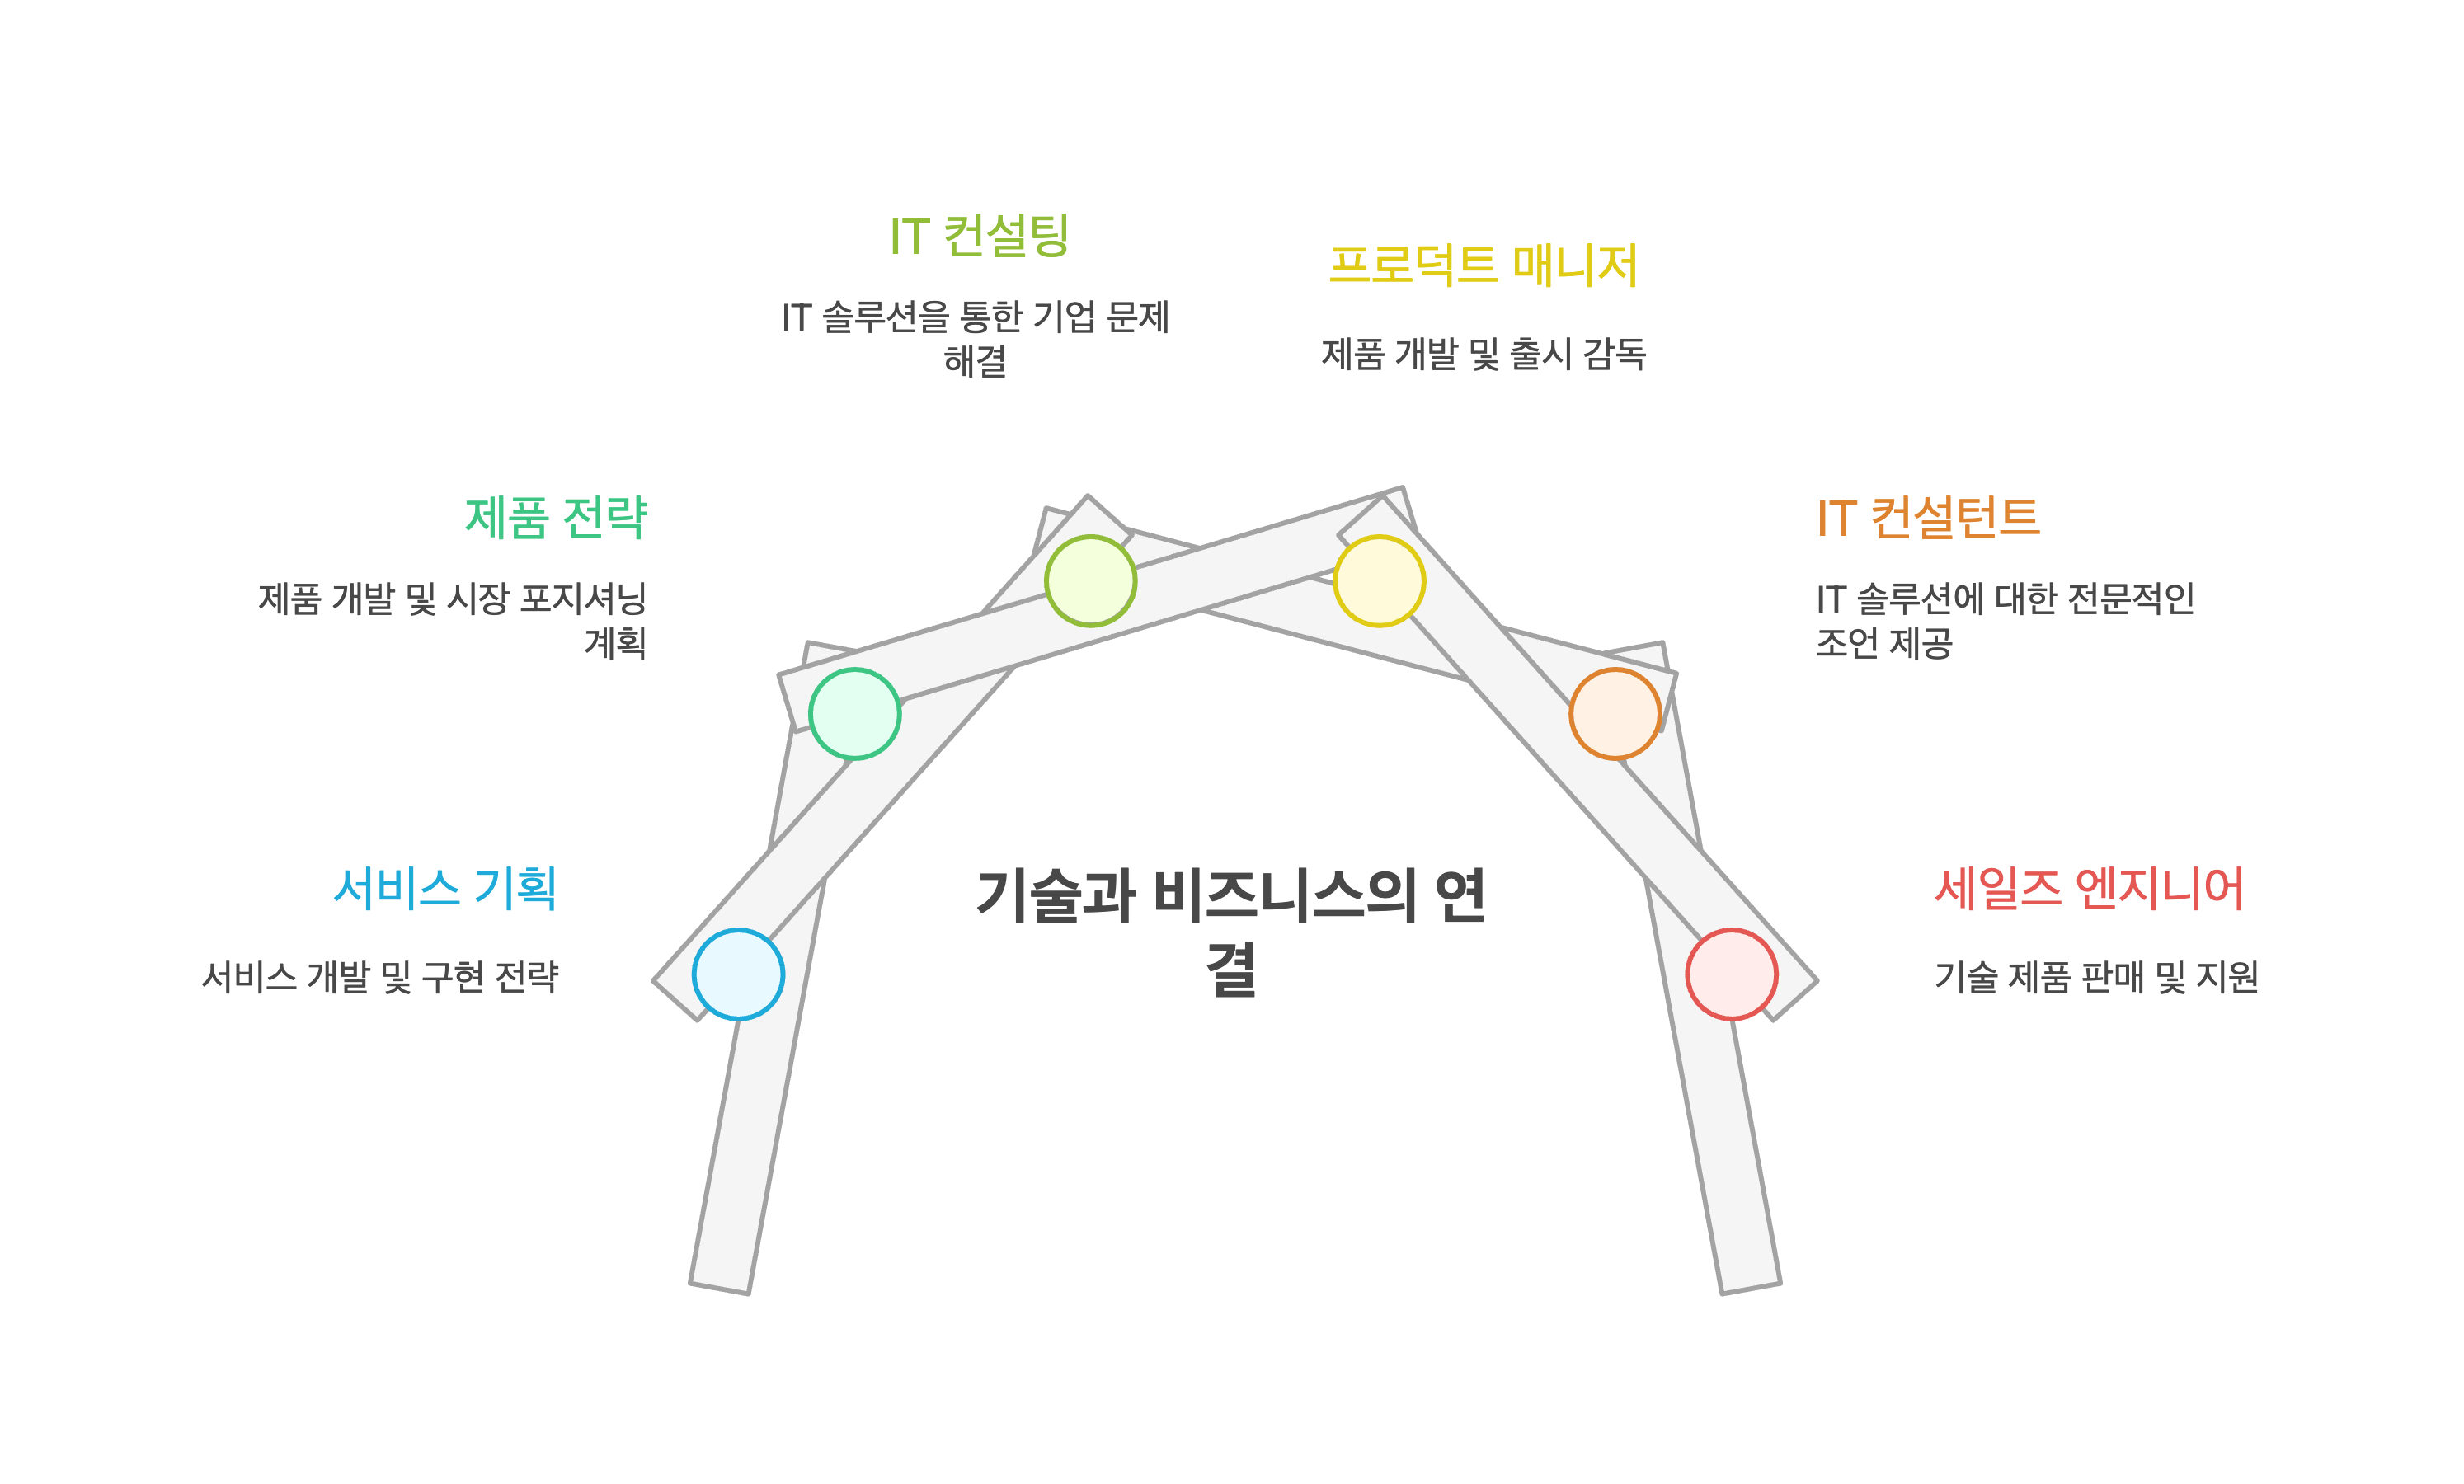 IT 컨설팅
IT 솔루션을 통한 기업 문제
해결
프로덕트 매니저
제품 개발 및 출시 감독
제품 전략
제품 개발 및 시장 포지셔닝
계획
IT 컨설턴트
IT 솔루션에 대한 전문적인
조언 제공
서비스 기획
서비스 개발 및 구현 전략
기술과 비즈니스의 연
결
세일즈 엔지니어
기술 제품 판매 및 지원